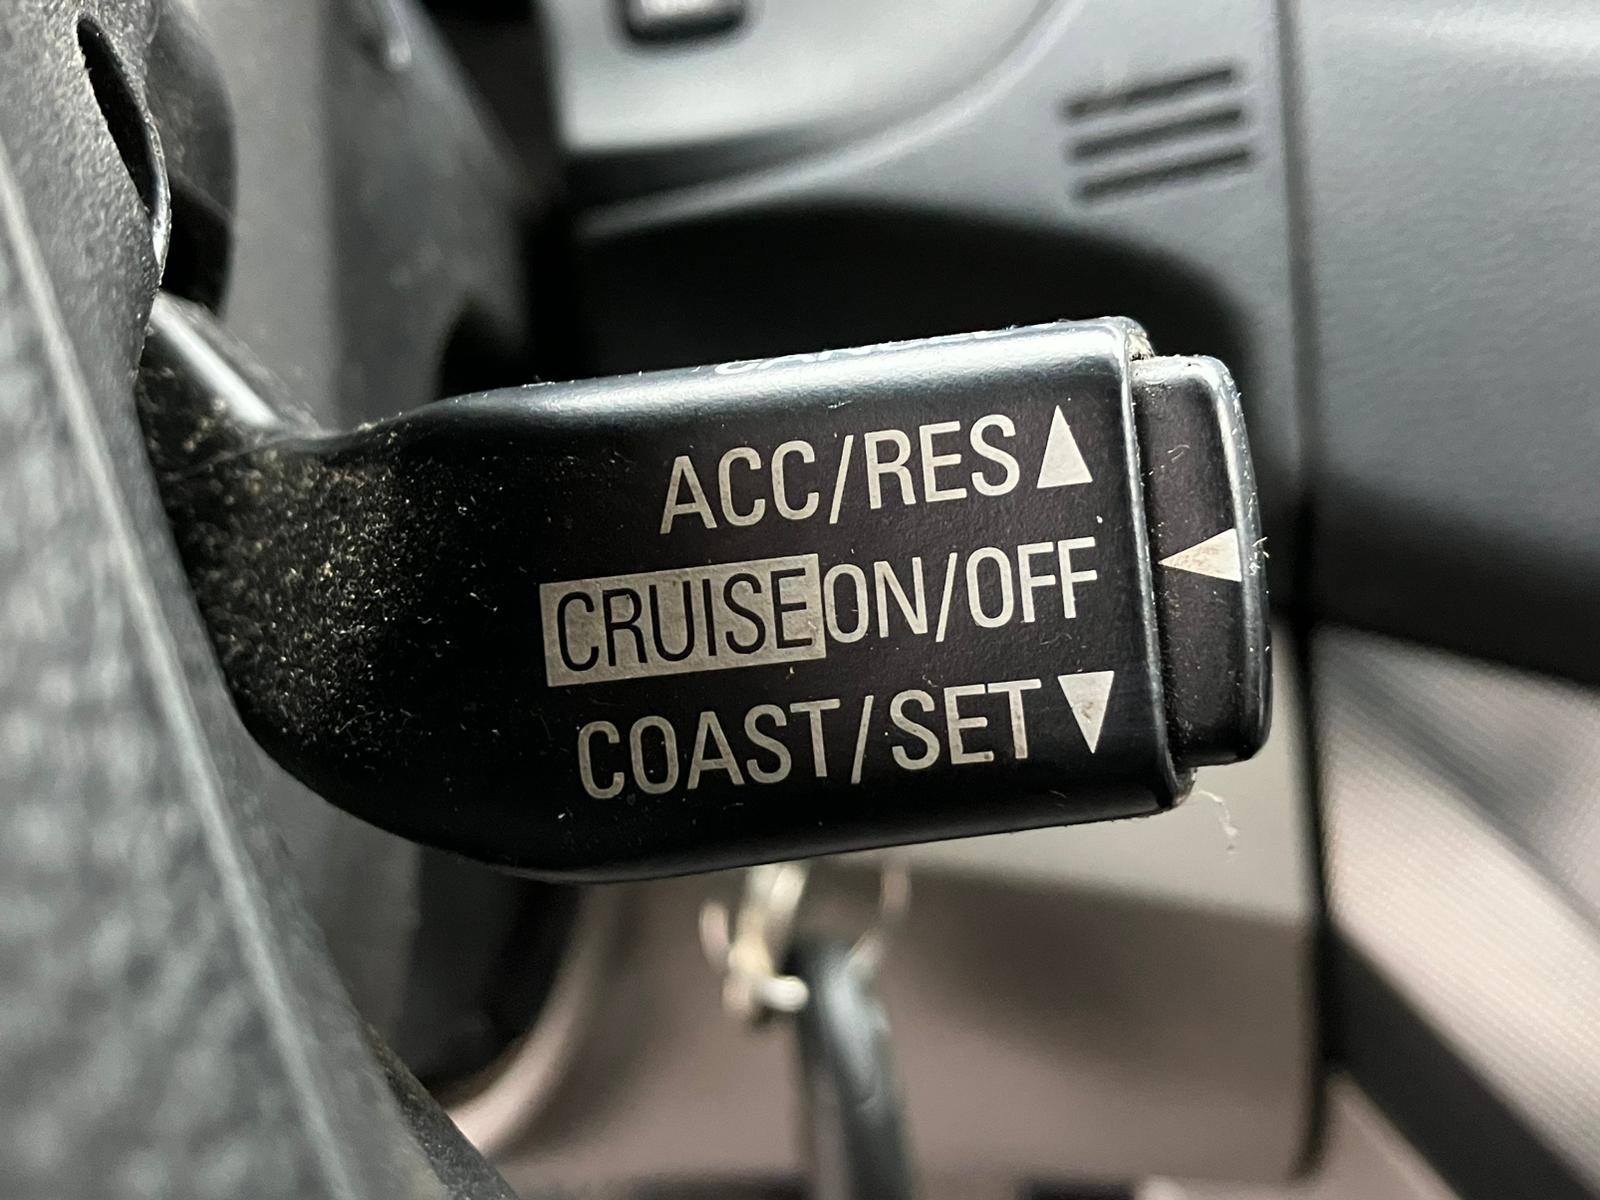 ACC/RES▲
CRUISE ON/OFF ◀
COAST/SET▼